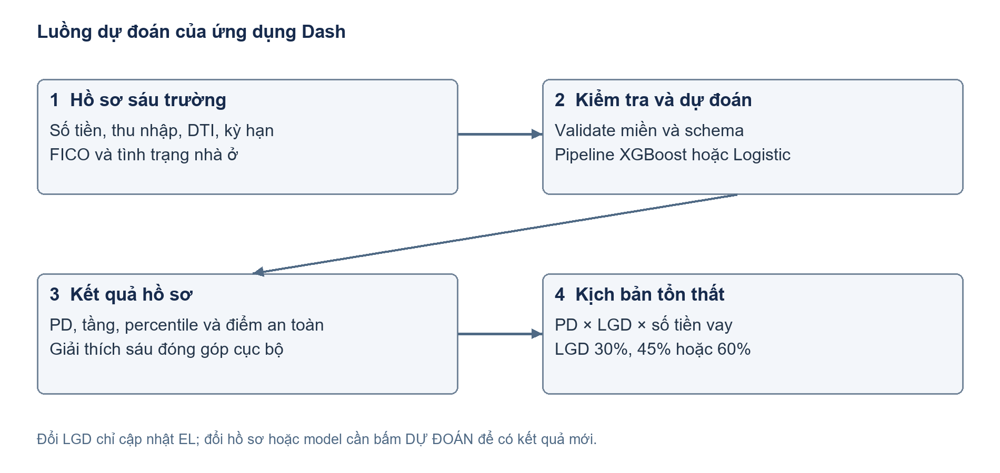 Luồng dự đoán của ứng dụng Dash
1 Hồ sơ sáu trường
Số tiền, thu nhập, DTI, kỳ hạn
FICO và tình trạng nhà ở
2 Kiểm tra và dự đoán
Validate miền và schema
Pipeline XGBoost hoặc Logistic
3 Kết quả hồ sơ
PD, tầng, percentile và điểm an toàn
Giải thích sáu đóng góp cục bộ
4 Kịch bản tổn thất
PD × LGD × số tiền vay
LGD 30%, 45% hoặc 60%
Đổi LGD chỉ cập nhật EL; đổi hồ sơ hoặc model cần bấm DỰ ĐOÁN để có kết quả mới.